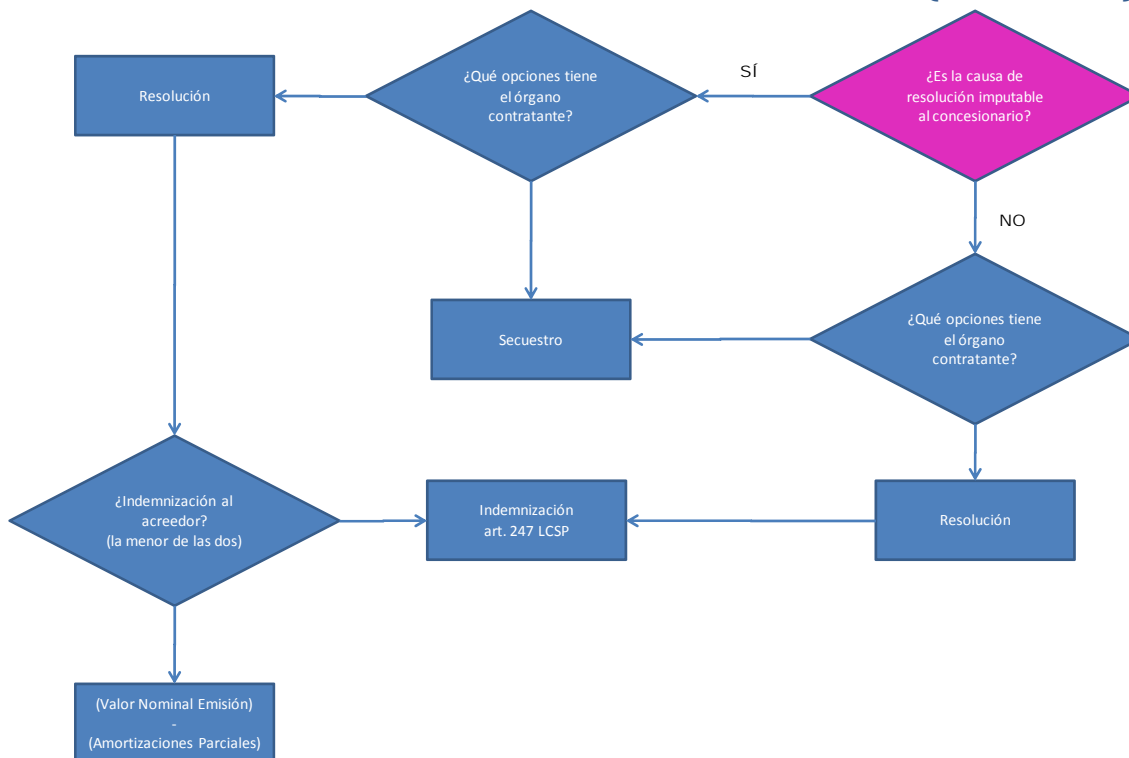 ¿Es la causa de
resolución imputable
al concesionario?
SÍ
¿Qué opciones tiene
el órgano
contratante?
Resolución
NO
¿Qué opciones tiene
el órgano
contratante?
Secuestro
Resolución
Indemnización
art. 247 LCSP
¿Indemnización al
acreedor?
(la menor de las dos)
(Valor Nominal Emisión)
-
(Amortizaciones Parciales)